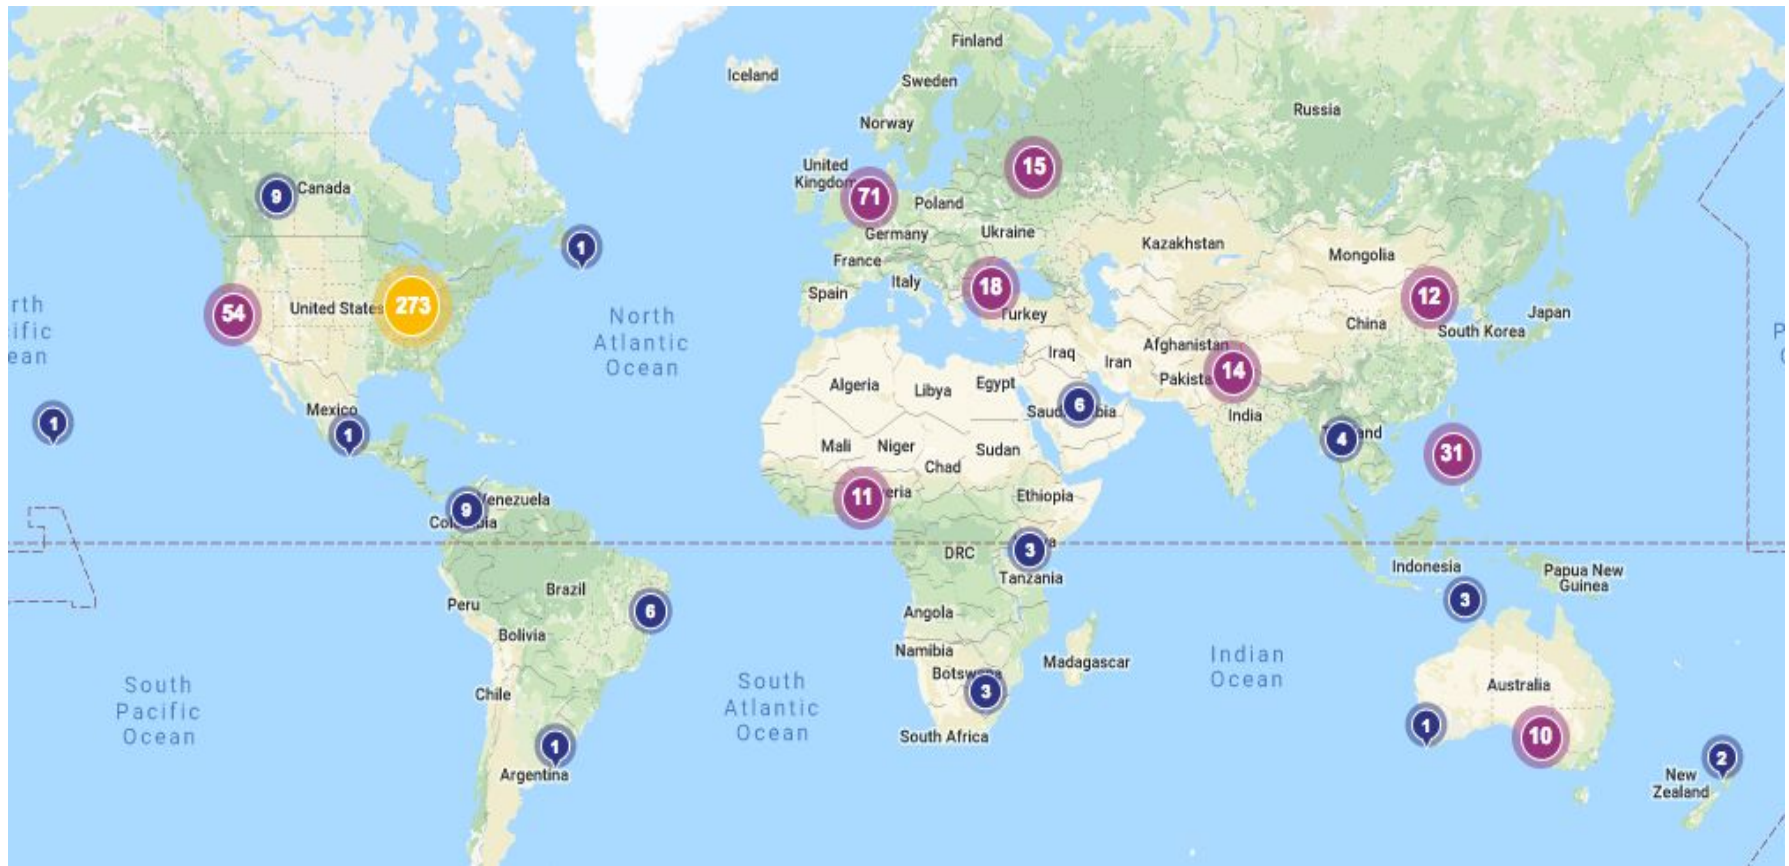 Finland
Iceland
Sweden
Russia
Norway
United
Kingdom
15
71
9
Canada
Poland
Germany
Ukraine
Kazakhstan
Mongolia
1
France
Italy
18
12
Spain
Turkey
54
United States
273
North
Atlantic
Ocean
China
South Korea
Japan
Iraq
Iran
Afghanistan
14
Algeria
Libya
Egypt
6
India
Mexico
1
1
Mali
Niger
Chad
Sudan
4
31
9
Venezuela
11
Ethiopia
3
DRC
Tanzania
Indonesia
Papua New
Guinea
3
Brazil
Peru
6
Bolivia
Angola
Namibia
3
Madagascar
Indian
Ocean
Australia
South
Pacific
Ocean
Chile
South
Atlantic
Ocean
South Africa
1
Argentina
1
10
2
New
Zealand